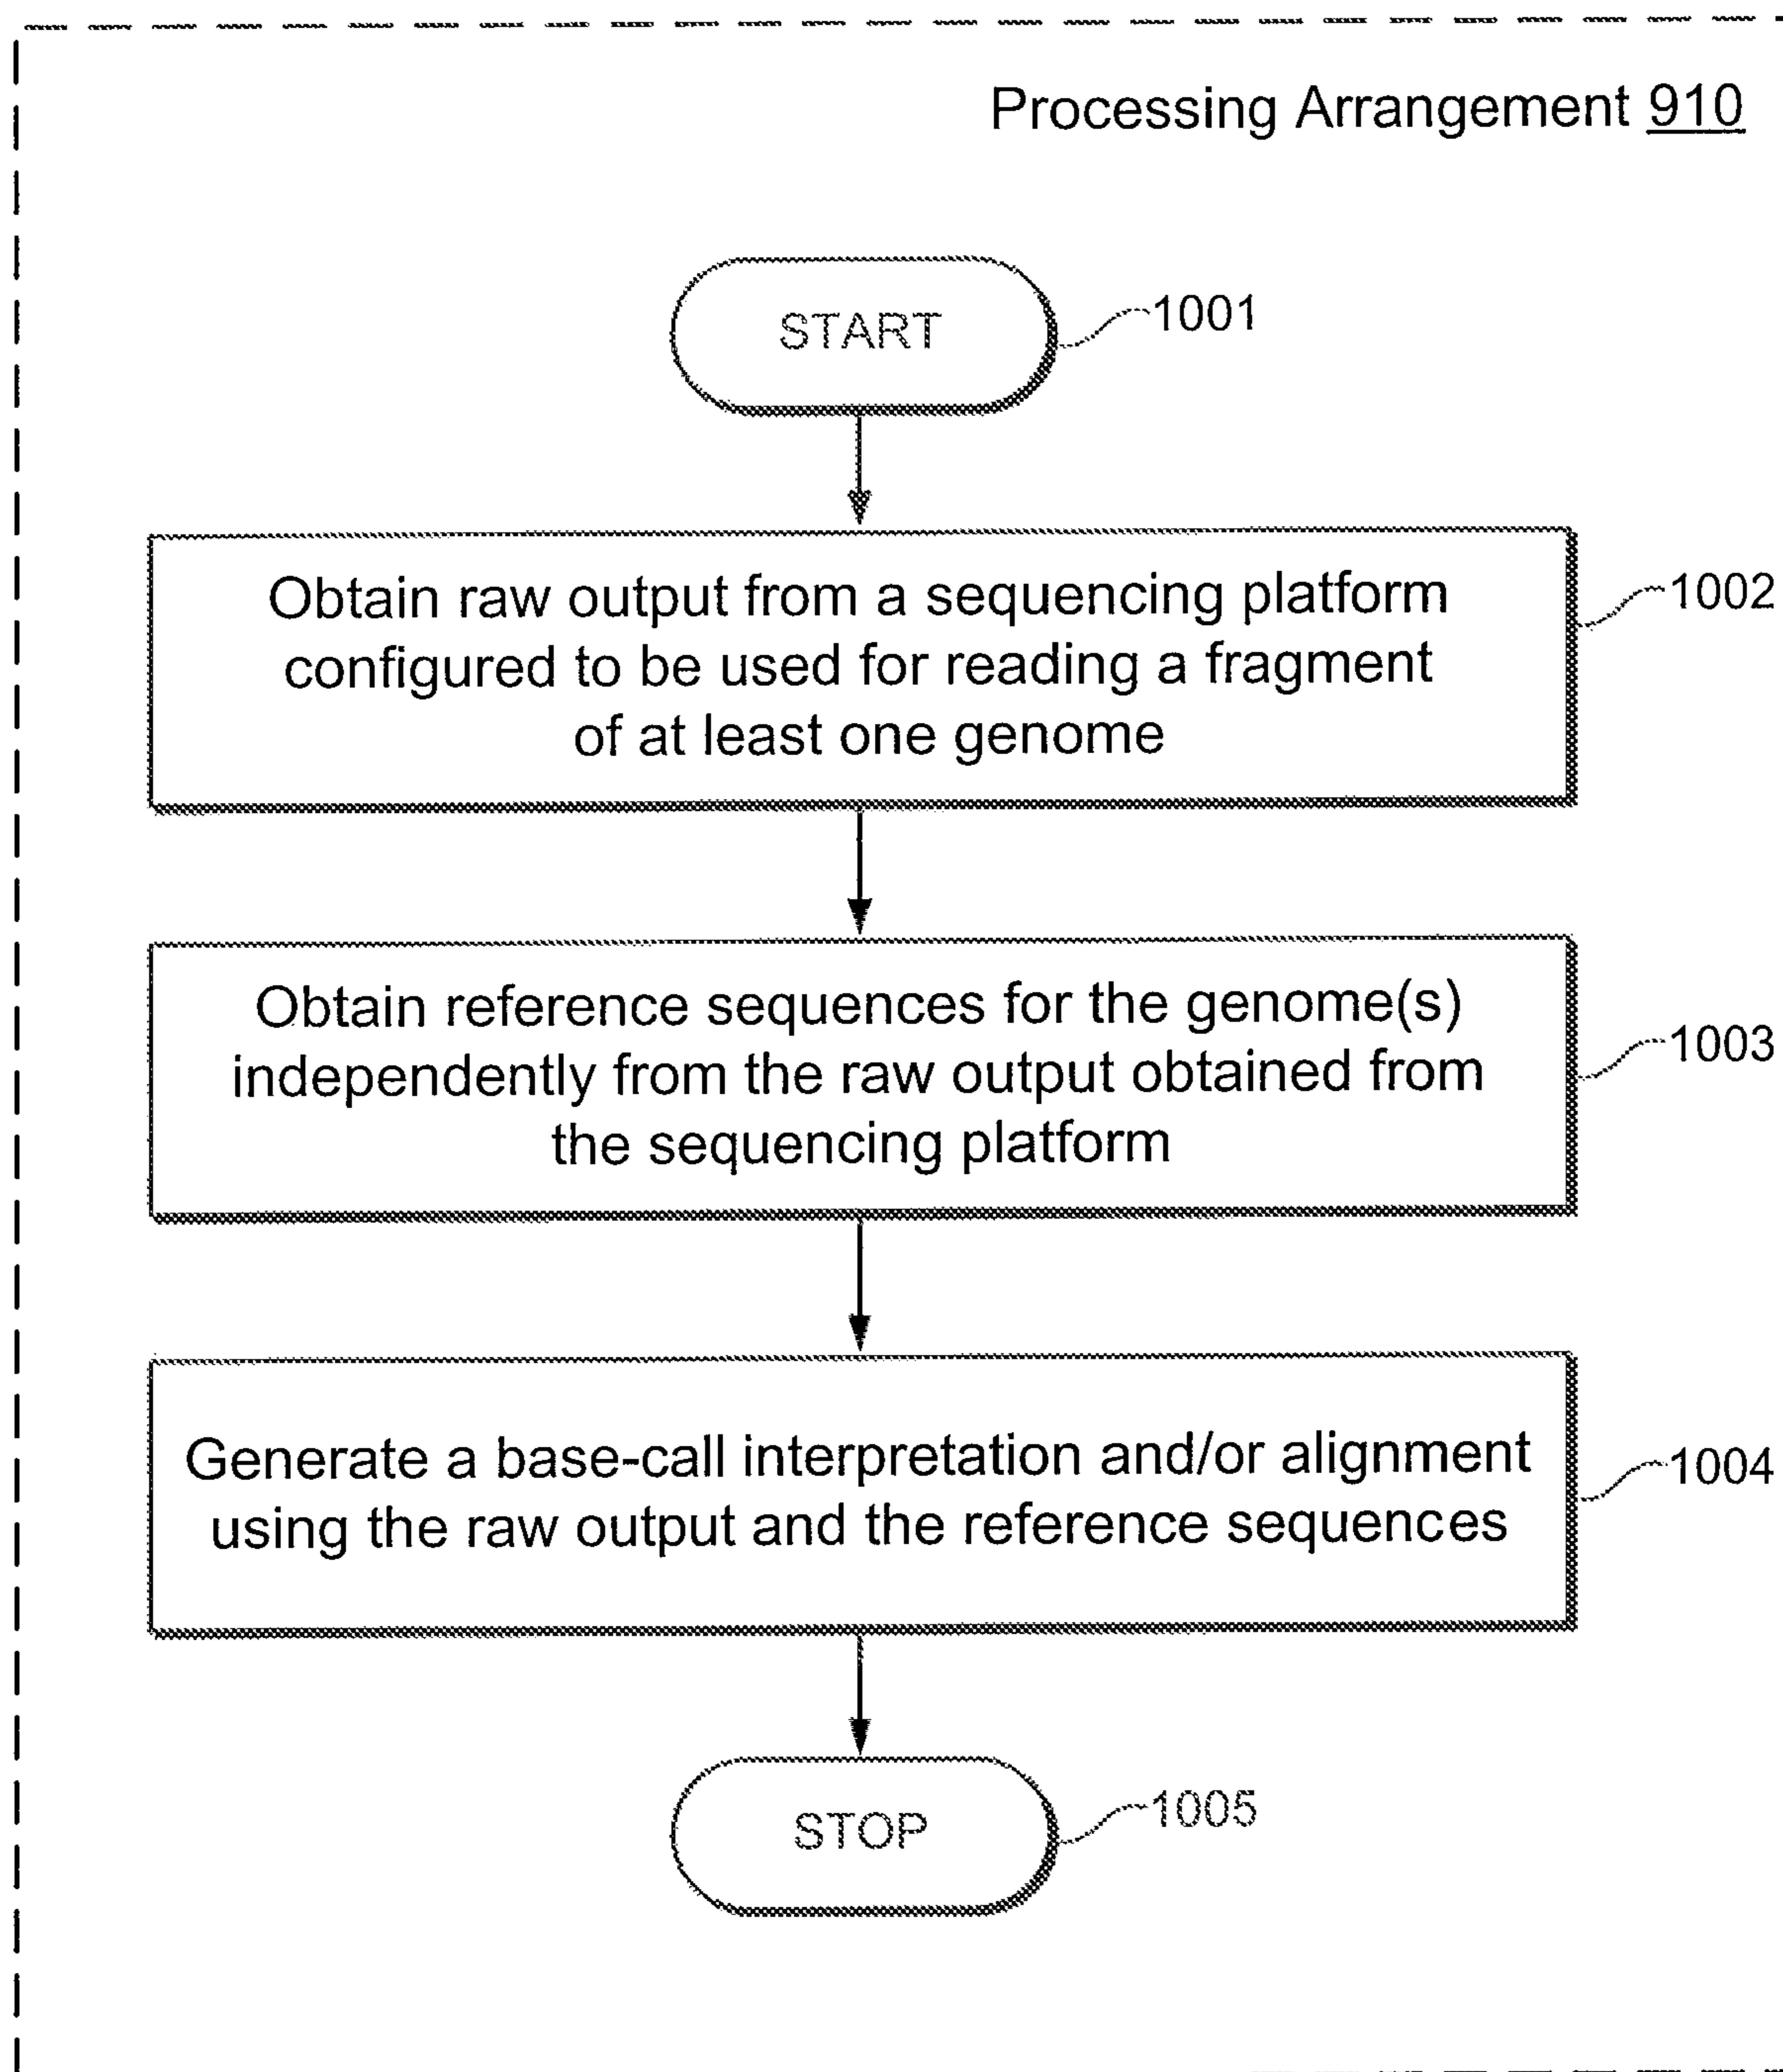 Processing Arrangement 910
START
1001
Obtain raw output from a sequencing platform
configured to be used for reading a fragment
of at least one genome
1002
Obtain reference sequences for the genome(s)
independently from the raw output obtained from
the sequencing platform
1003
Generate a base-call interpretation and/or alignment
using the raw output and the reference sequences
1004
STOP
1005